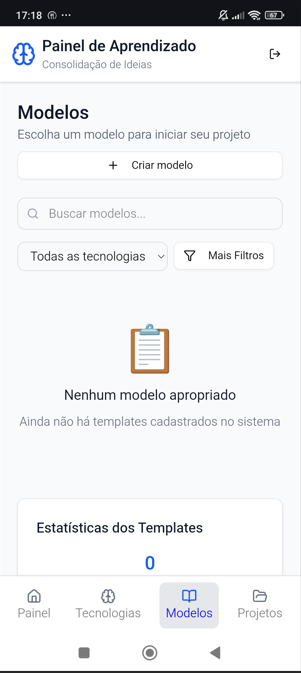 17:18
67
Painel de Aprendizado
Consolidação de Ideias
Modelos
Escolha um modelo para iniciar seu projeto
+ Criar modelo
Buscar modelos...
Todas as tecnologias
Mais Filtros
Nenhum modelo apropriado
Ainda não há templates cadastrados no sistema
Estatísticas dos Templates
0
Painel
Tecnologias
Modelos
Projetos